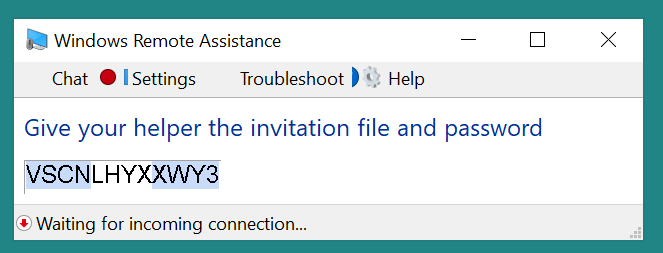 Windows Remote Assistance
Chat Settings Troubleshoot Help
Give your helper the invitation file and password
VSCNLHYXXWY3
Waiting for incoming connection...